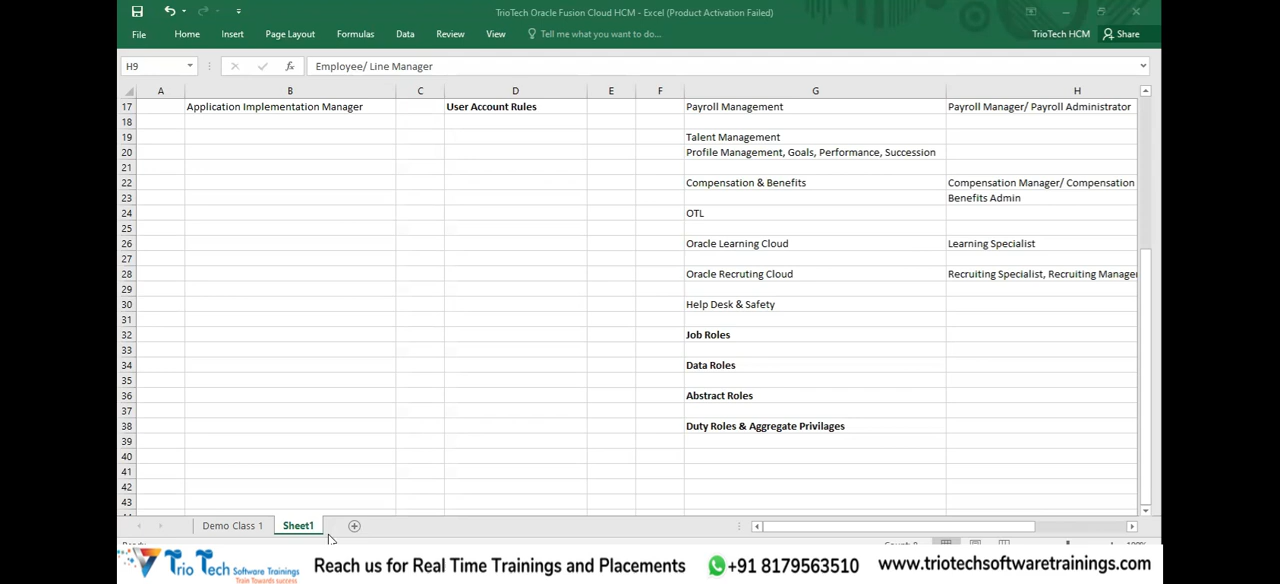 TrioTech Oracle Fusion Cloud HCM - Excel (Product Activation Failed)
File Home Insert Page Layout Formulas Data Review View Tell me what you want to do... TrioTech HCM Share
H9 fx Employee/ Line Manager
A B C D E F G H
17 Application Implementation Manager User Account Rules Payroll Management Payroll Manager/ Payroll Administrator
18
19 Talent Management
20 Profile Management, Goals, Performance, Succession
21
22 Compensation & Benefits Compensation Manager/ Compensation
23 Benefits Admin
24 OTL
25
26 Oracle Learning Cloud Learning Specialist
27
28 Oracle Recruting Cloud Recruiting Specialist, Recruiting Manager
29
30 Help Desk & Safety
31
32 Job Roles
33
34 Data Roles
35
36 Abstract Roles
37
38 Duty Roles & Aggregate Privilages
39
40
41
42
43
Demo Class 1 Sheet1
Trio Tech Software Trainings
Train Towards success
Reach us for Real Time Trainings and Placements +91 8179563510 www.triotechsoftwaretrainings.com